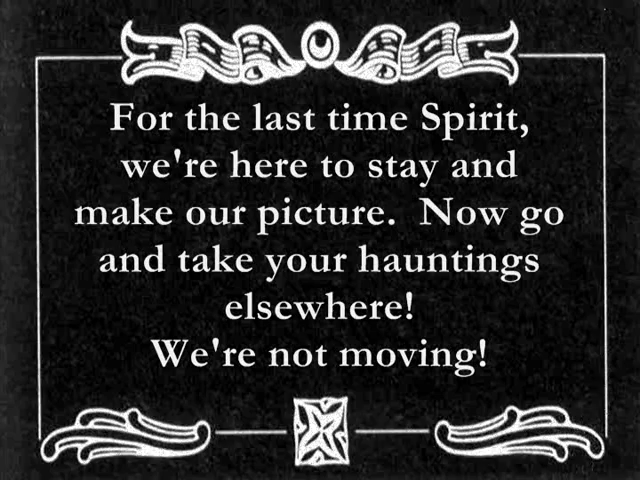 For the last time Spirit,
we're here to stay and
make our picture.  Now go
and take your hauntings
elsewhere!
We're not moving!